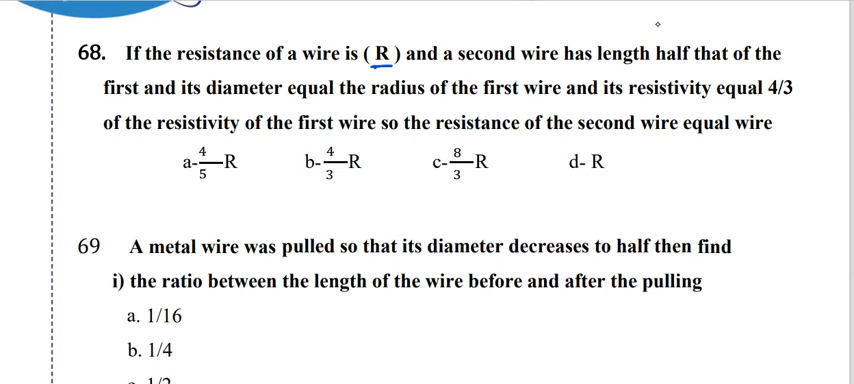 68. If the resistance of a wire is ( R ) and a second wire has length half that of the
first and its diameter equal the radius of the first wire and its resistivity equal 4/3
of the resistivity of the first wire so the resistance of the second wire equal wire
a- 4/5 —R b- 4/3 —R c- 8/3 —R d- R
69 A metal wire was pulled so that its diameter decreases to half then find
i) the ratio between the length of the wire before and after the pulling
a. 1/16
b. 1/4